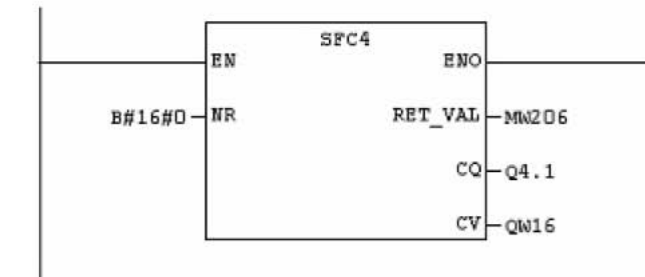 SFC4
EN ENO
B#16#0 NR RET_VAL MW206
CQ Q4.1
CV QW16